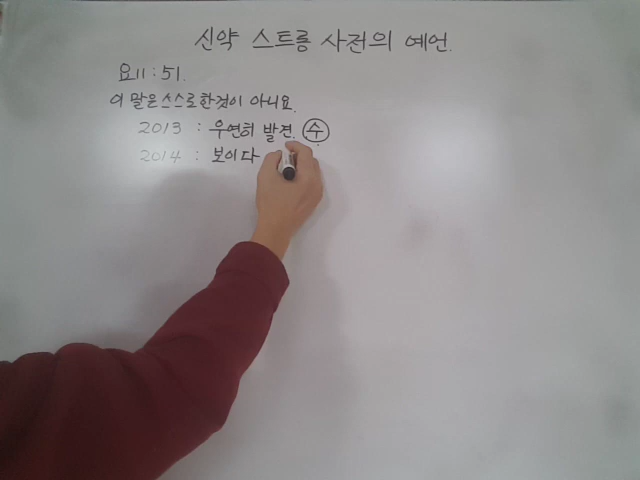 신약 스트롱 사전의 예언.
요11:51.
이 말은 스스로 한것이 아니요.
2013 : 우연히 발견. 수
2014 : 보이다